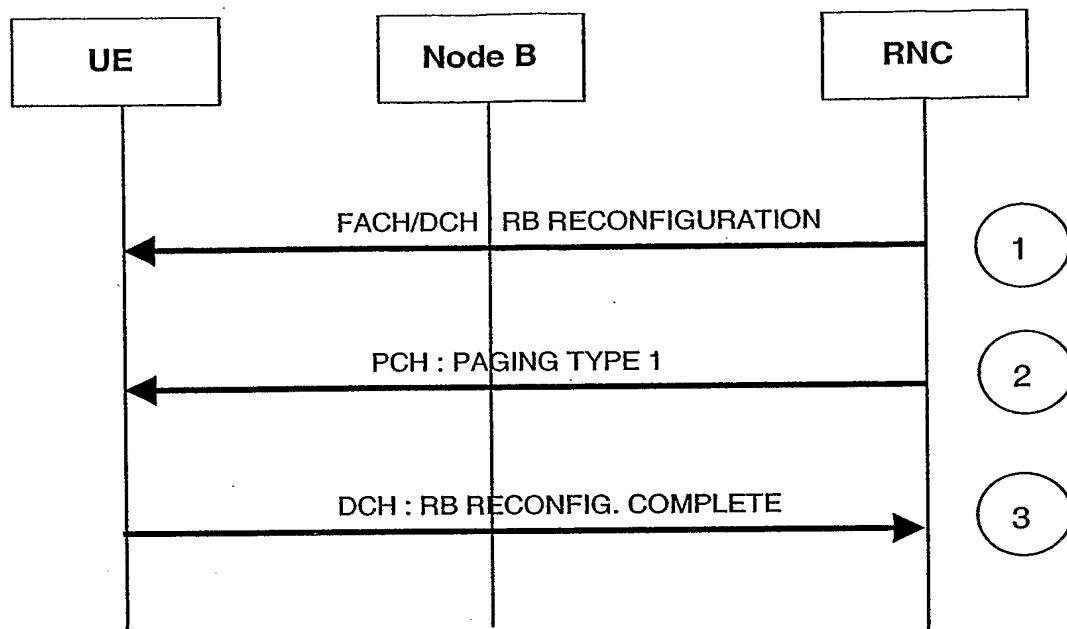 UE
Node B
RNC
FACH/DCH : RB RECONFIGURATION
1
PCH : PAGING TYPE 1
2
DCH : RB RECONFIG. COMPLETE
3